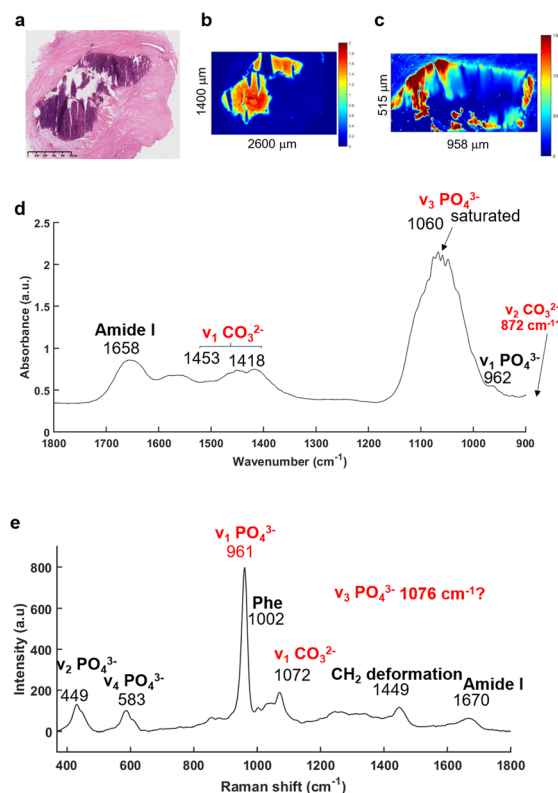 a
b
c
1400 µm
2600 µm
515 µm
958 µm
d
ν₃ PO₄³⁻
1060
saturated
Amide I
1658
ν₁ CO₃²⁻
1453
1418
ν₂ CO₃²⁻
872 cm⁻¹
ν₁ PO₄³⁻
962
Absorbance (a.u.)
2.5
2
1.5
1
0.5
0
1800 1700 1600 1500 1400 1300 1200 1100 1000 900
Wavenumber (cm⁻¹)
e
ν₁ PO₄³⁻
961
ν₃ PO₄³⁻ 1076 cm⁻¹?
Phe
1002
ν₁ CO₃²⁻
1072
ν₂ PO₄³⁻
449
ν₄ PO₄³⁻
583
CH₂ deformation
1449
Amide I
1670
Intensity (a.u)
800
600
400
200
0
400 600 800 1000 1200 1400 1600 1800
Raman shift (cm⁻¹)